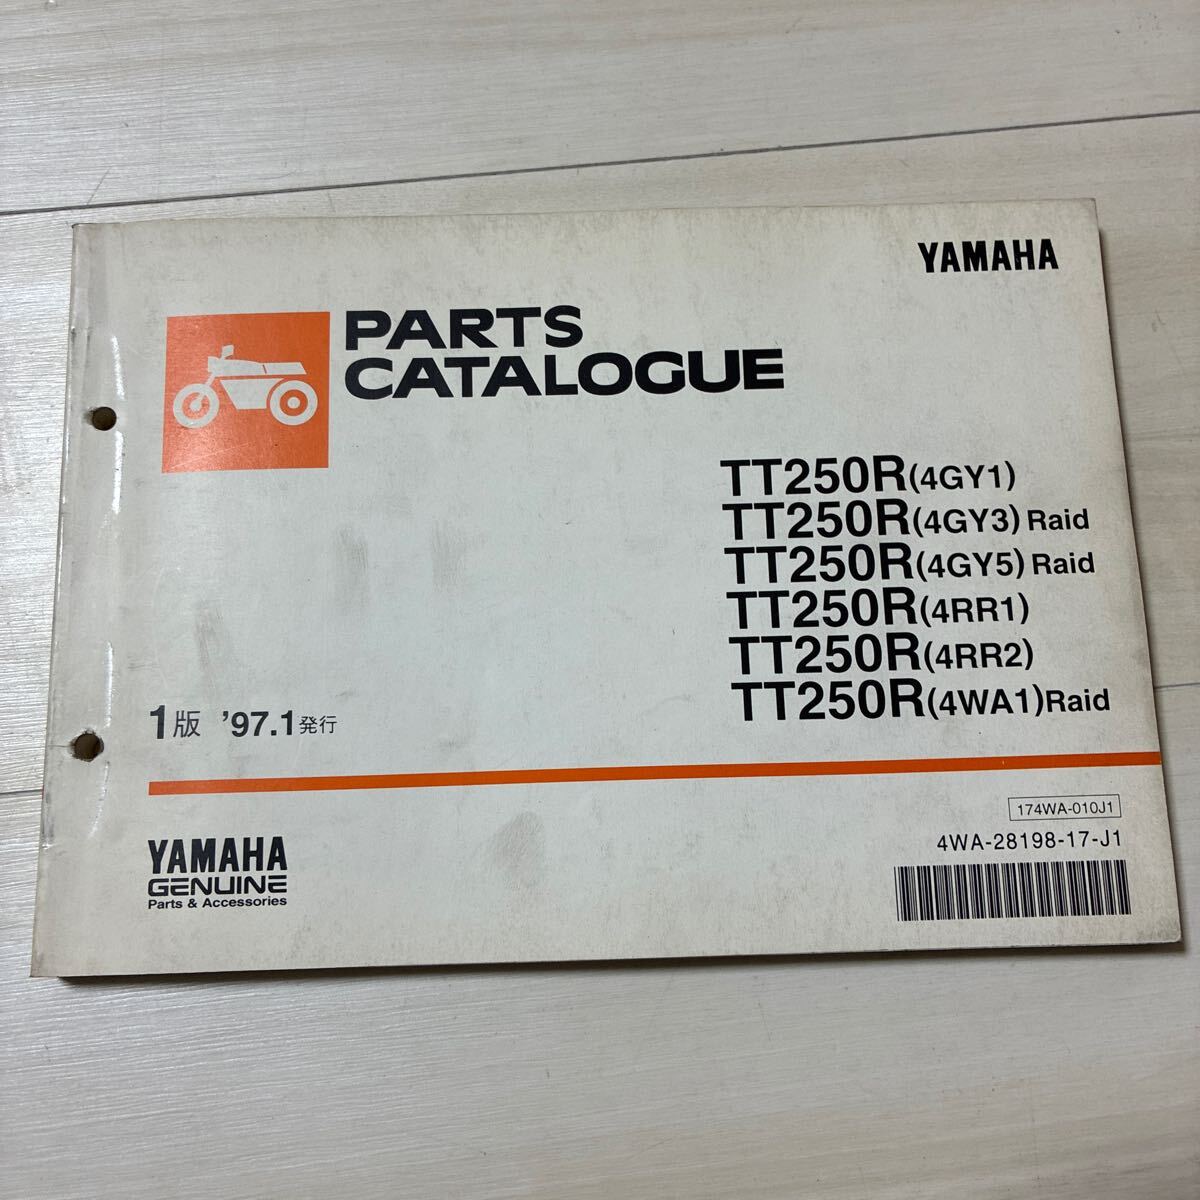 YAMAHA
PARTS
CATALOGUE
TT250R(4GY1)
TT250R(4GY3) Raid
TT250R(4GY5) Raid
TT250R(4RR1)
TT250R(4RR2)
TT250R(4WA1)Raid
1版 '97.1発行
174WA-010J1
4WA-28198-17-J1
YAMAHA
GENUINE
Parts & Accessories